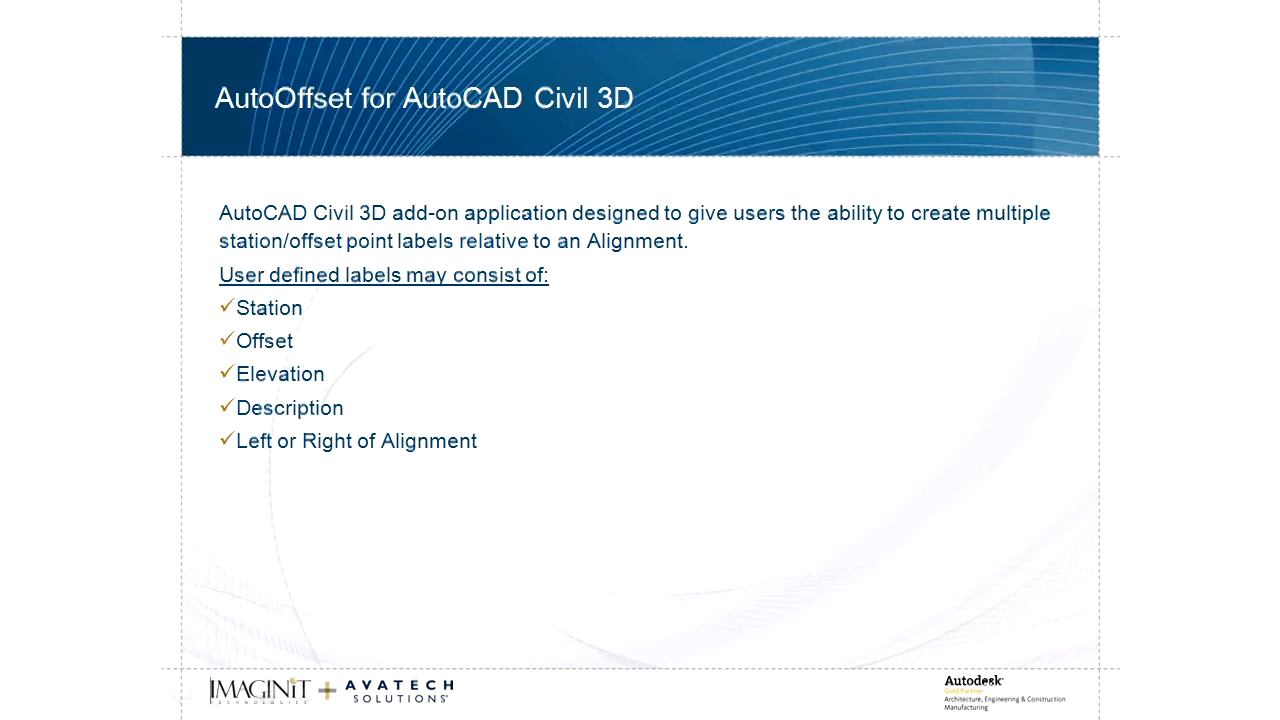 AutoOffset for AutoCAD Civil 3D
AutoCAD Civil 3D add-on application designed to give users the ability to create multiple
station/offset point labels relative to an Alignment.
User defined labels may consist of:
✓Station
✓Offset
✓Elevation
✓Description
✓Left or Right of Alignment
IMAGINiT + AVATECH
TECHNOLOGIES SOLUTIONS
Autodesk
Gold Partner
Architecture, Engineering & Construction
Manufacturing